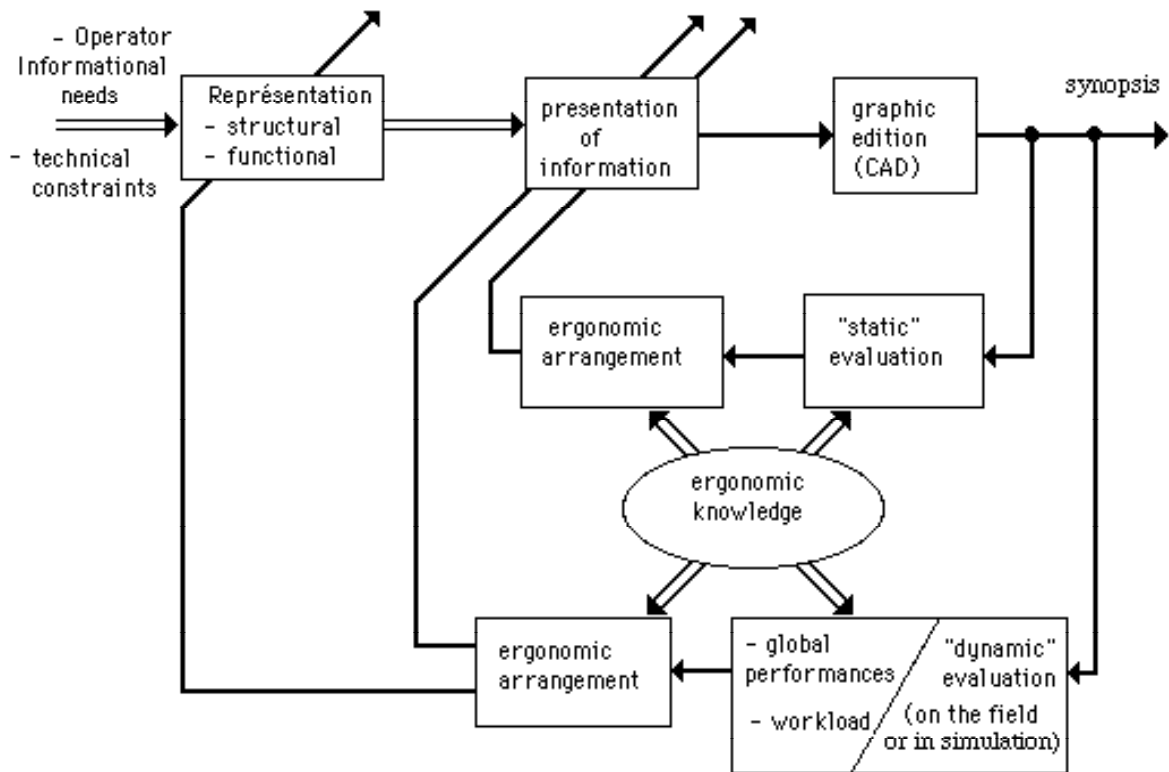 - Operator
Informational
needs
- technical
constraints
Représentation
- structural
- functional
presentation
of
information
graphic
edition
(CAD)
synopsis
ergonomic
arrangement
"static"
evaluation
ergonomic
knowledge
ergonomic
arrangement
- global
performances
- workload
"dynamic"
evaluation
(on the field
or in simulation)